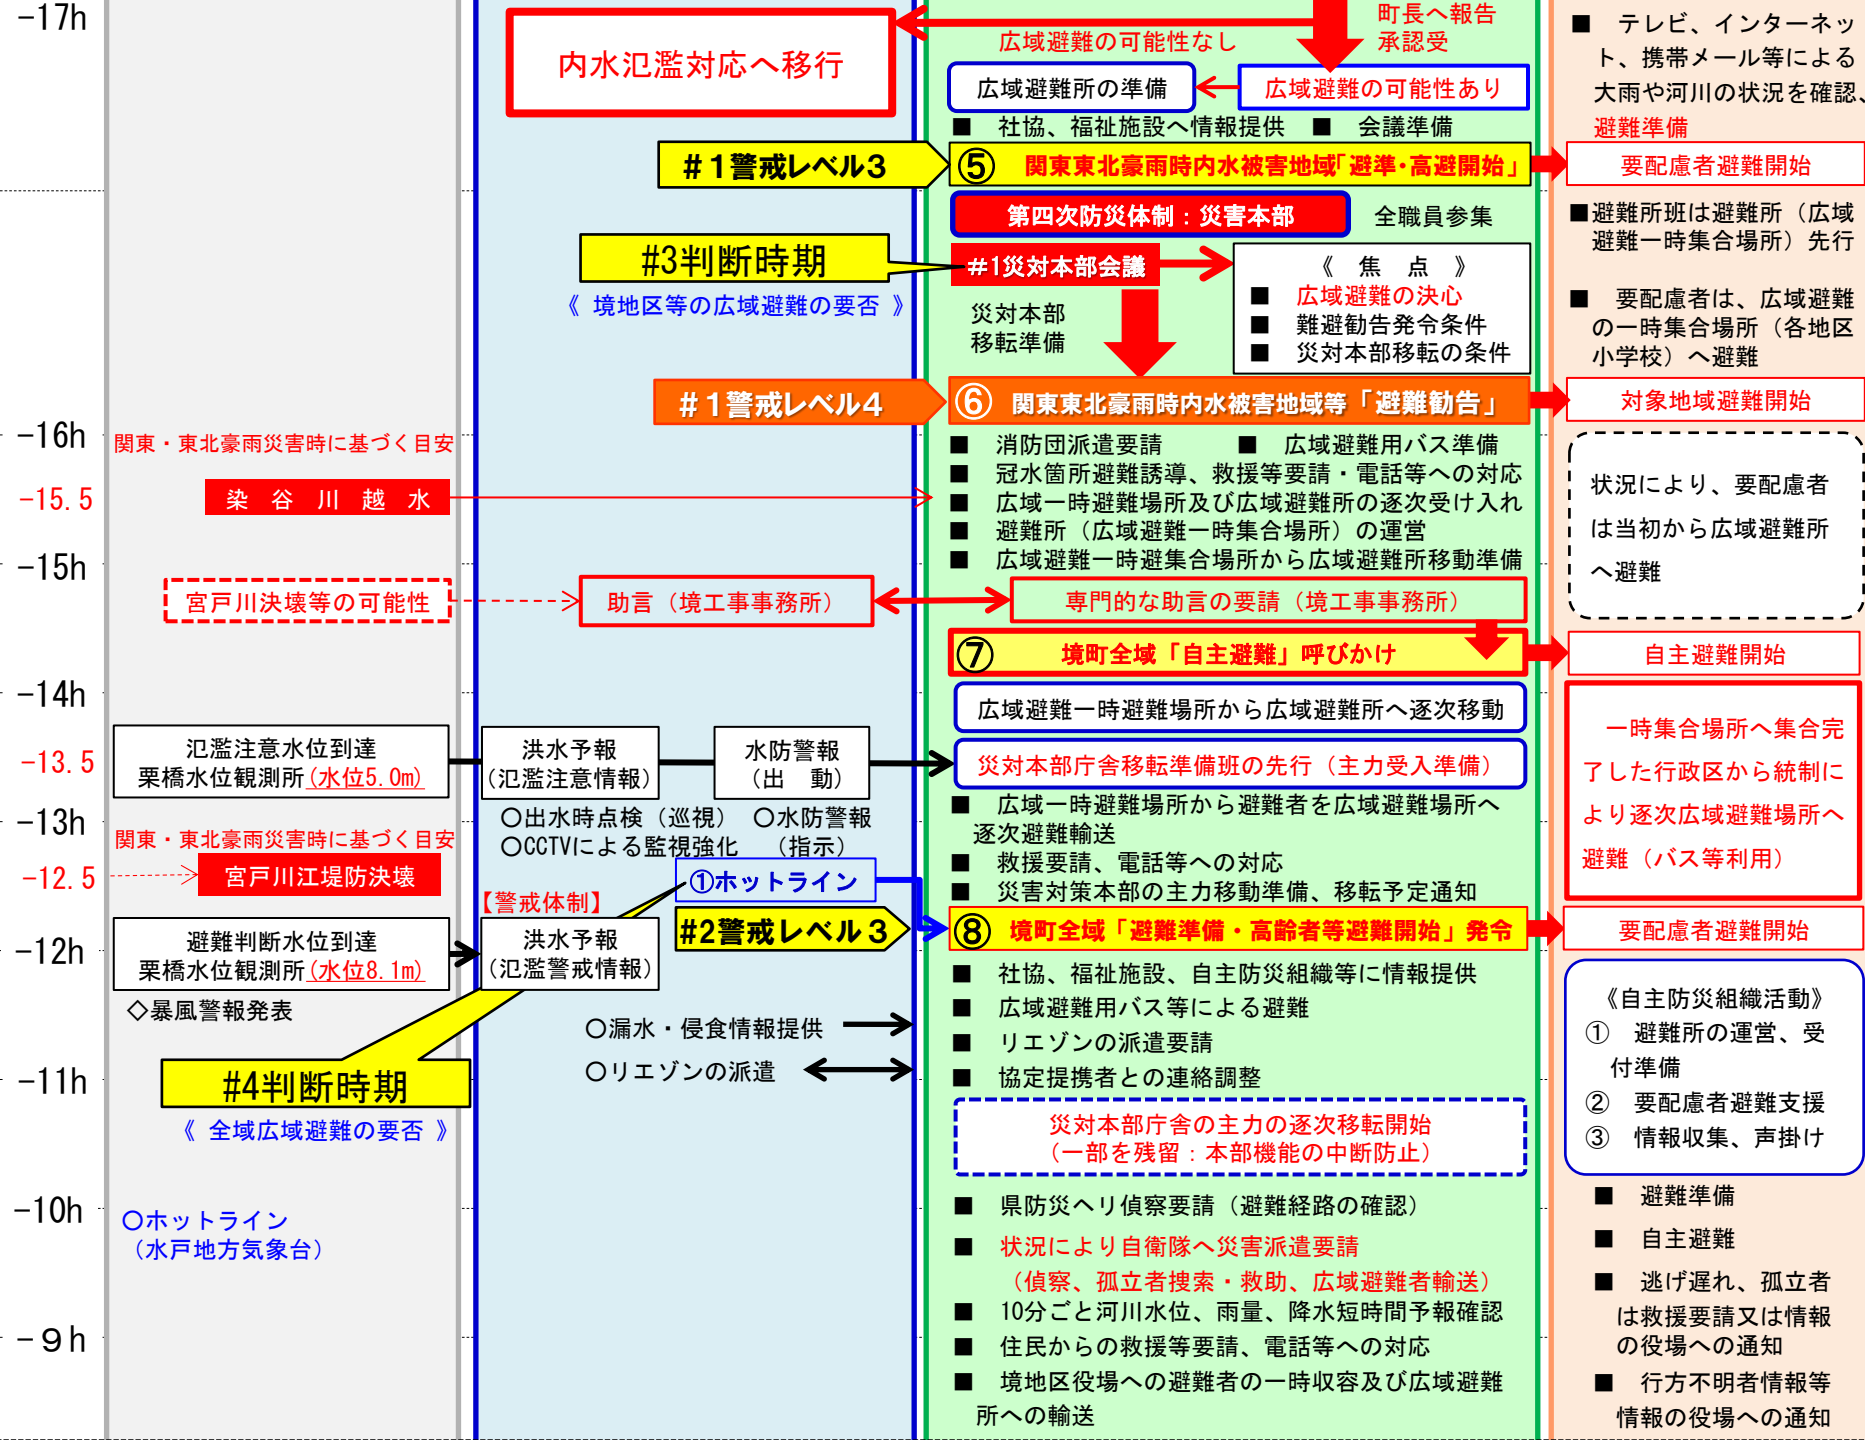 -17h
内水氾濫対応へ移行
広域避難の可能性なし
町長へ報告
承認受
広域避難所の準備
広域避難の可能性あり
■ 社協、福祉施設へ情報提供 ■ 会議準備
■ テレビ、インターネッ
ト、携帯メール等による
大雨や河川の状況を確認、
避難準備
#1警戒レベル3
⑤ 関東東北豪雨時内水被害地域「避準・高避開始」
要配慮者避難開始
第四次防災体制：災害本部
全職員参集
■避難所班は避難所（広域
避難一時集合場所）先行
#3判断時期
《 境地区等の広域避難の要否 》
#1災対本部会議
災対本部
移転準備
《 焦 点 》
■ 広域避難の決心
■ 難避勧告発令条件
■ 災対本部移転の条件
■ 要配慮者は、広域避難
の一時集合場所（各地区
小学校）へ避難
#1警戒レベル4
⑥ 関東東北豪雨時内水被害地域等「避難勧告」
対象地域避難開始
-16h
関東・東北豪雨災害時に基づく目安
-15.5
染谷川越水
■ 消防団派遣要請 ■ 広域避難用バス準備
■ 冠水箇所避難誘導、救援等要請・電話等への対応
■ 広域一時避難場所及び広域避難所の逐次受け入れ
■ 避難所（広域避難一時集合場所）の運営
■ 広域避難一時避集合場所から広域避難所移動準備
状況により、要配慮者
は当初から広域避難所
へ避難
-15h
宮戸川決壊等の可能性
助言（境工事事務所）
専門的な助言の要請（境工事事務所）
⑦ 境町全域「自主避難」呼びかけ
自主避難開始
-14h
広域避難一時避難場所から広域避難所へ逐次移動
-13.5
氾濫注意水位到達
栗橋水位観測所(水位5.0m)
洪水予報
(氾濫注意情報)
水防警報
(出 動)
災対本部庁舎移転準備班の先行（主力受入準備）
一時集合場所へ集合完
了した行政区から統制に
より逐次広域避難場所へ
避難（バス等利用）
-13h
○出水時点検（巡視） ○水防警報
○CCTVによる監視強化 （指示）
■ 広域一時避難場所から避難者を広域避難場所へ
逐次避難輸送
■ 救援要請、電話等への対応
■ 災害対策本部の主力移動準備、移転予定通知
関東・東北豪雨災害時に基づく目安
-12.5
宮戸川江堤防決壊
①ホットライン
【警戒体制】
#2警戒レベル3
⑧ 境町全域「避難準備・高齢者等避難開始」発令
要配慮者避難開始
-12h
避難判断水位到達
栗橋水位観測所(水位8.1m)
洪水予報
(氾濫警戒情報)
◇暴風警報発表
○漏水・侵食情報提供
○リエゾンの派遣
■ 社協、福祉施設、自主防災組織等に情報提供
■ 広域避難用バス等による避難
■ リエゾンの派遣要請
■ 協定提携者との連絡調整
《自主防災組織活動》
① 避難所の運営、受
付準備
② 要配慮者避難支援
③ 情報収集、声掛け
-11h
#4判断時期
《 全域広域避難の要否 》
災対本部庁舎の主力の逐次移転開始
(一部を残留：本部機能の中断防止)
-10h
○ホットライン
（水戸地方気象台）
■ 県防災ヘリ偵察要請（避難経路の確認）
■ 状況により自衛隊へ災害派遣要請
（偵察、孤立者捜索・救助、広域避難者輸送）
■ 10分ごと河川水位、雨量、降水短時間予報確認
■ 住民からの救援等要請、電話等への対応
■ 境地区役場への避難者の一時収容及び広域避難
所への輸送
■ 避難準備
■ 自主避難
■ 逃げ遅れ、孤立者
は救援要請又は情報
の役場への通知
■ 行方不明者情報等
情報の役場への通知
-9h